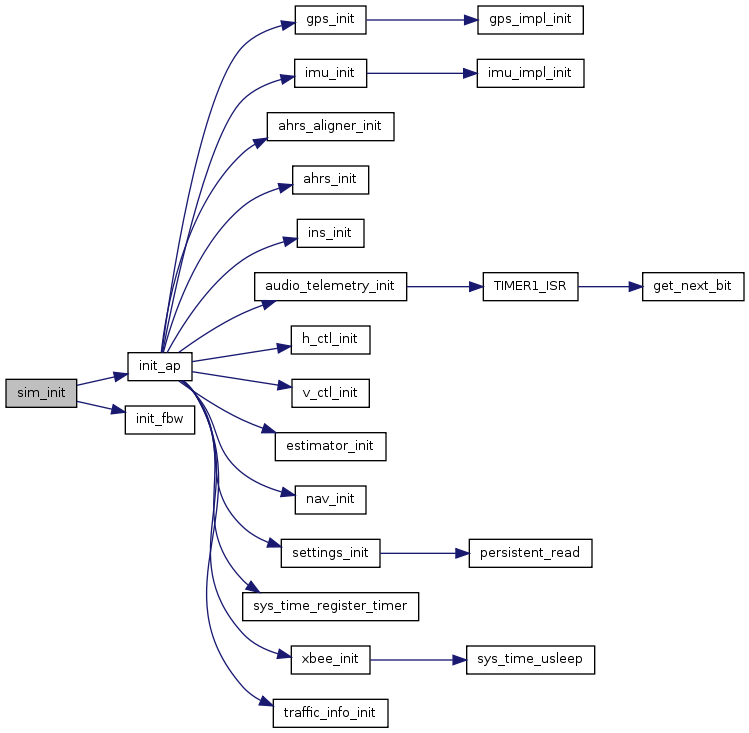 gps_init
gps_impl_init
imu_init
imu_impl_init
ahrs_aligner_init
ahrs_init
ins_init
audio_telemetry_init
TIMER1_ISR
get_next_bit
h_ctl_init
init_ap
sim_init
v_ctl_init
init_fbw
estimator_init
nav_init
settings_init
persistent_read
sys_time_register_timer
xbee_init
sys_time_usleep
traffic_info_init